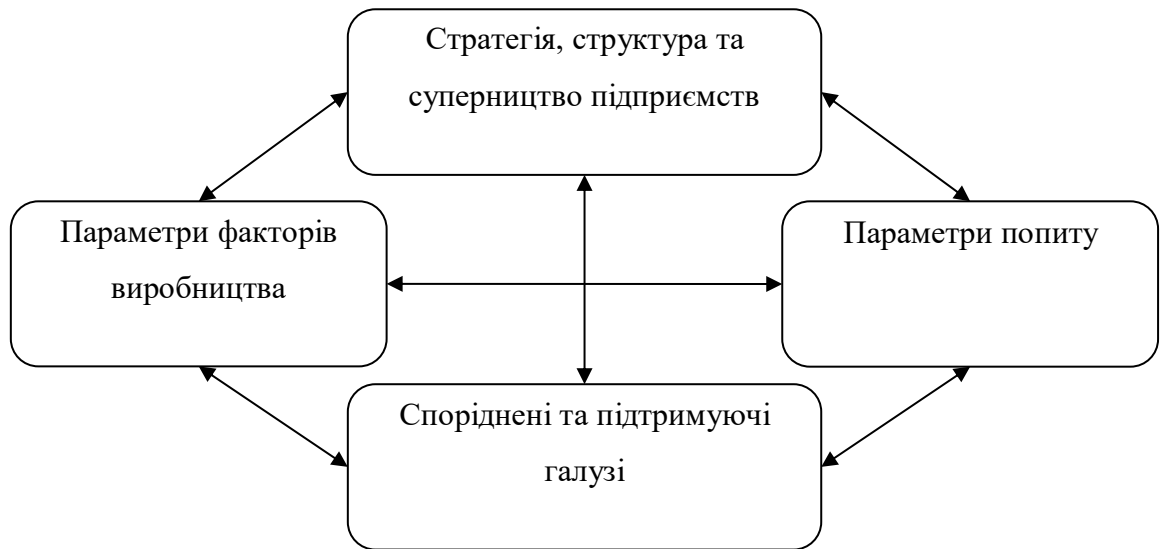 Стратегія, структура та
суперництво підприємств
Параметри факторів
виробництва
Параметри попиту
Споріднені та підтримуючі
галузі